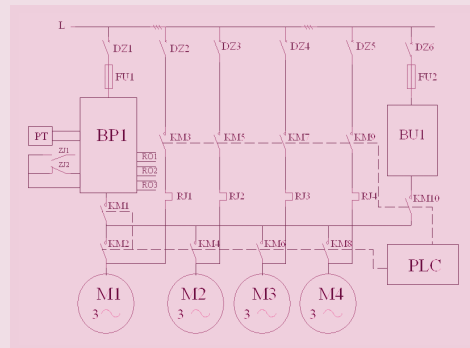 L
DZ1 DZ2 DZ3 DZ4 DZ5 DZ6
FU1 FU2
BP1 BU1
PT KM3 KM5 KM7 KM9
ZJ1 RO1
ZJ2 RO2
RO3 RJ1 RJ2 RJ3 RJ4
KM1 KM10
KM2 KM4 KM6 KM8
PLC
M1 M2 M3 M4
3 3 3 3